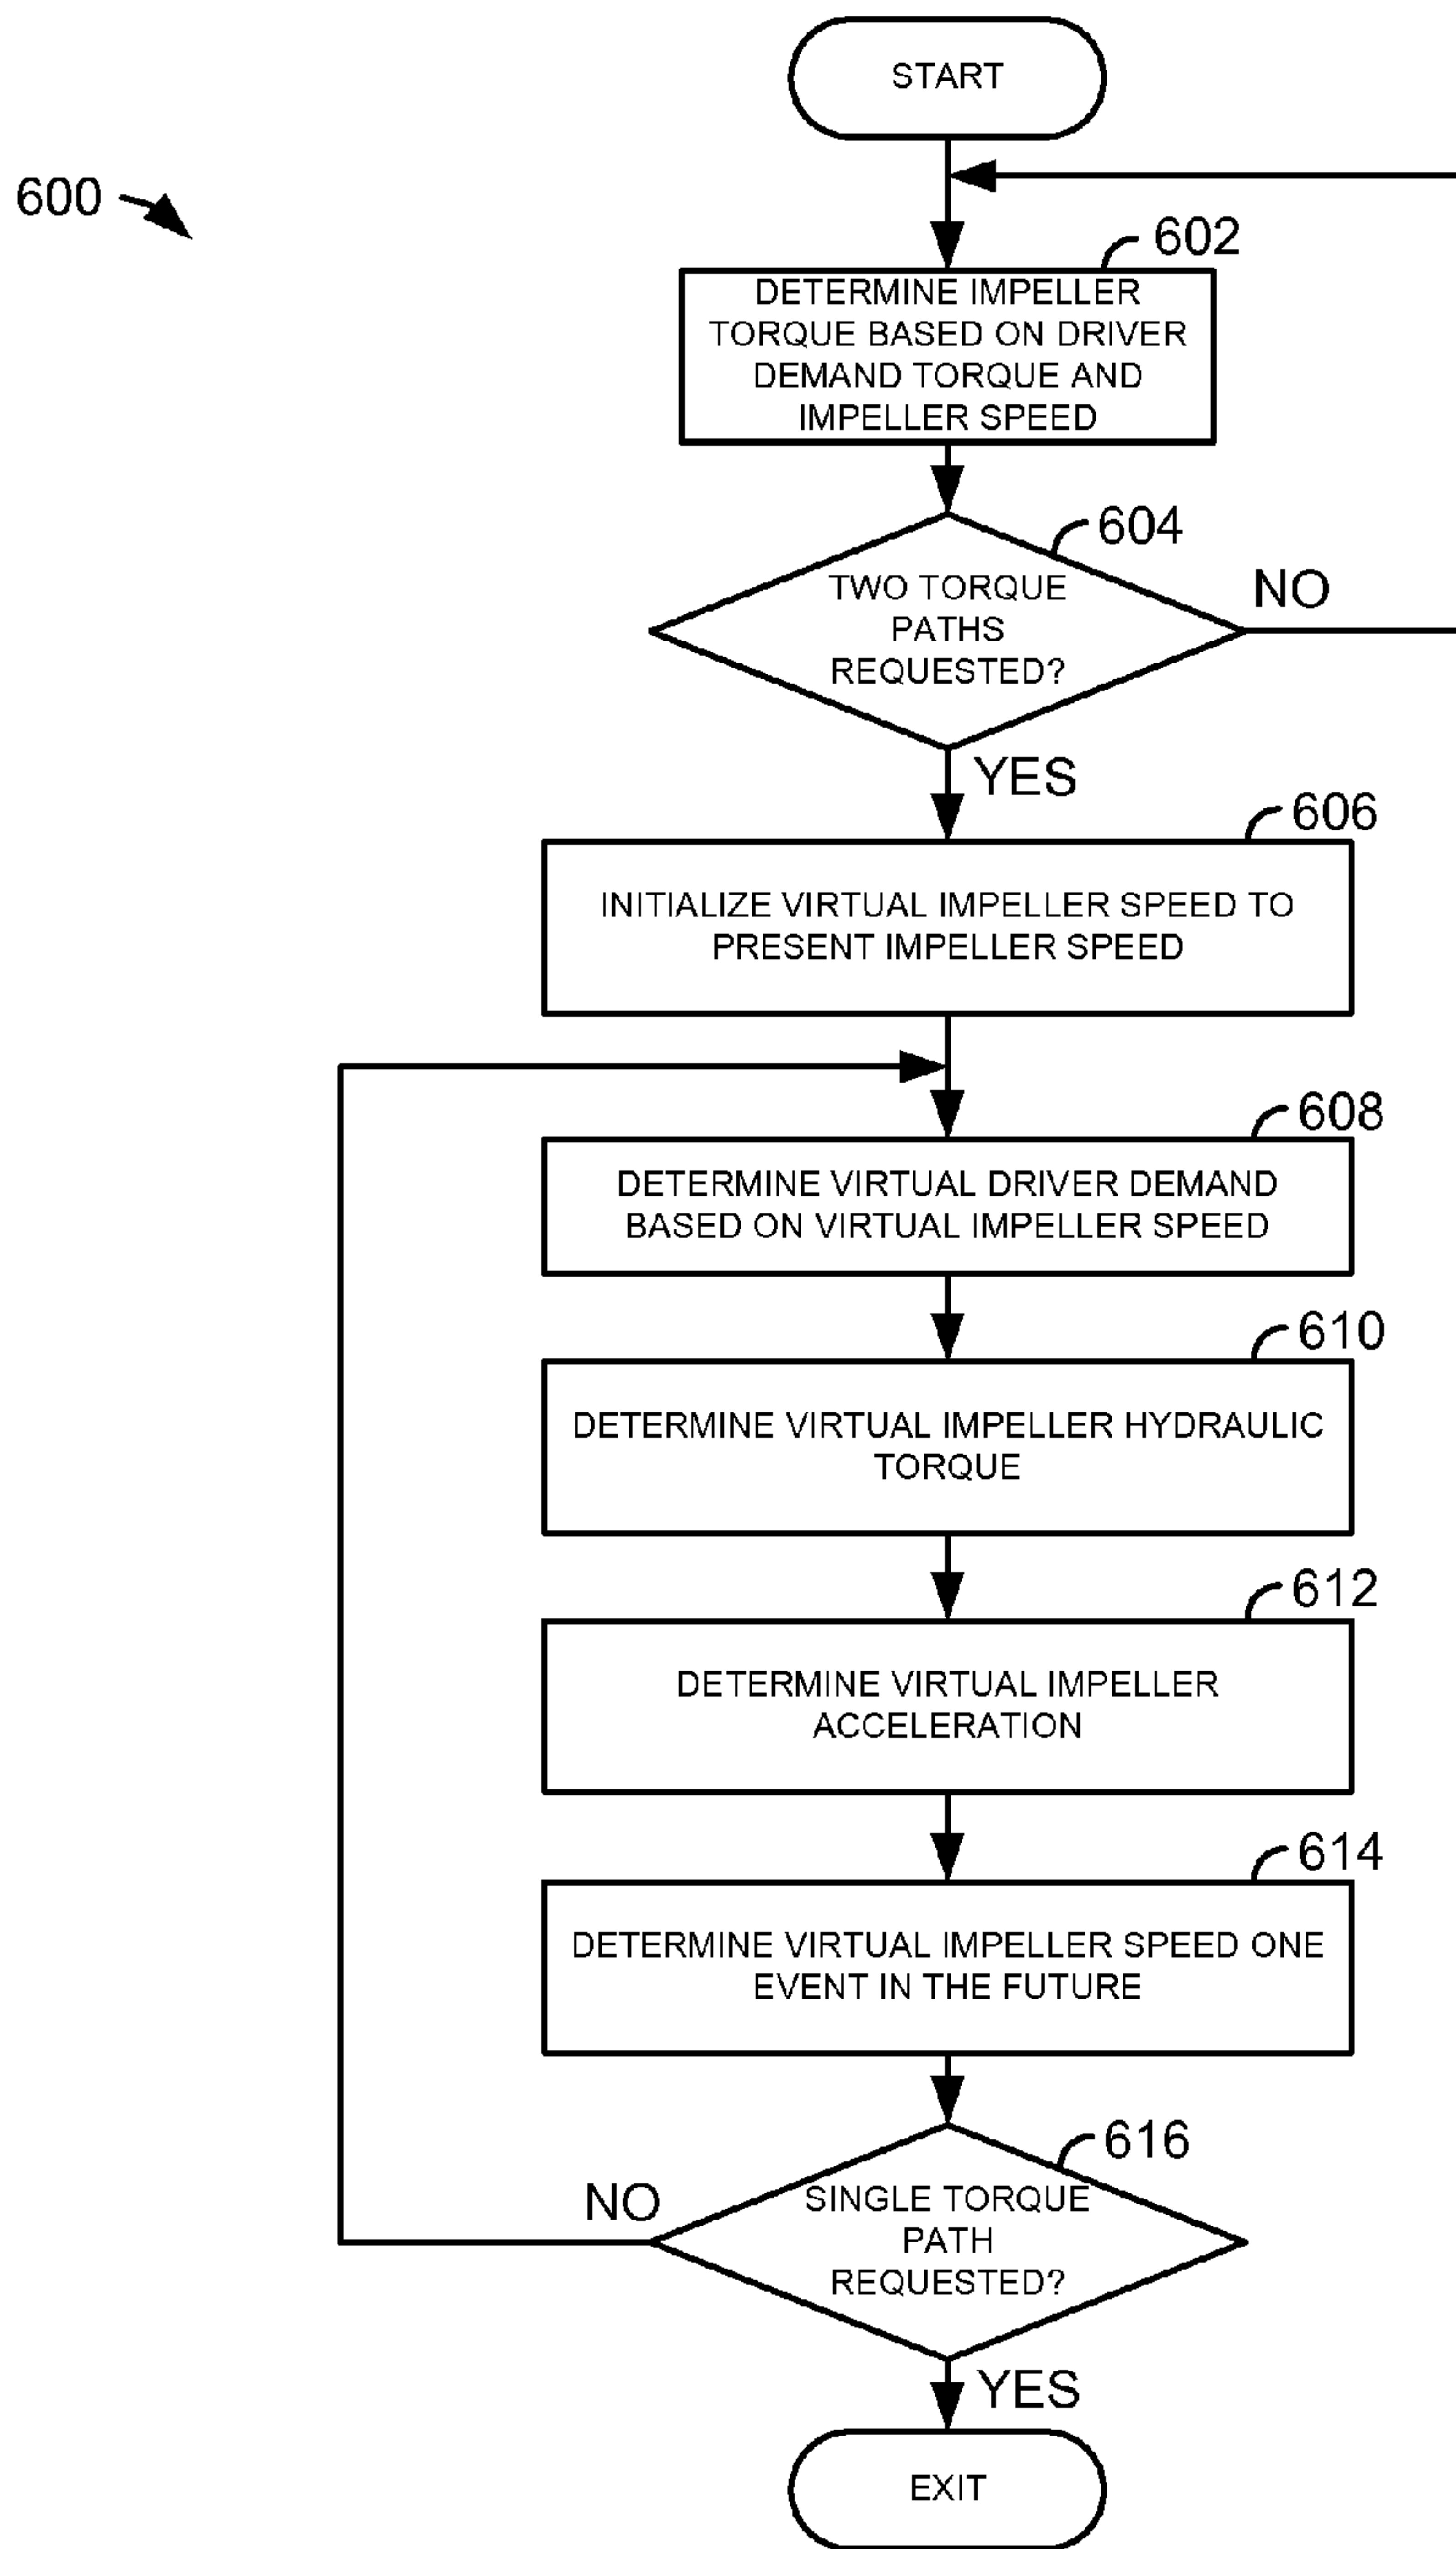 START
600
602
DETERMINE IMPELLER
TORQUE BASED ON DRIVER
DEMAND TORQUE AND
IMPELLER SPEED
604
TWO TORQUE
PATHS
REQUESTED?
NO
YES
606
INITIALIZE VIRTUAL IMPELLER SPEED TO
PRESENT IMPELLER SPEED
608
DETERMINE VIRTUAL DRIVER DEMAND
BASED ON VIRTUAL IMPELLER SPEED
610
DETERMINE VIRTUAL IMPELLER HYDRAULIC
TORQUE
612
DETERMINE VIRTUAL IMPELLER
ACCELERATION
614
DETERMINE VIRTUAL IMPELLER SPEED ONE
EVENT IN THE FUTURE
616
SINGLE TORQUE
PATH
REQUESTED?
NO
YES
EXIT